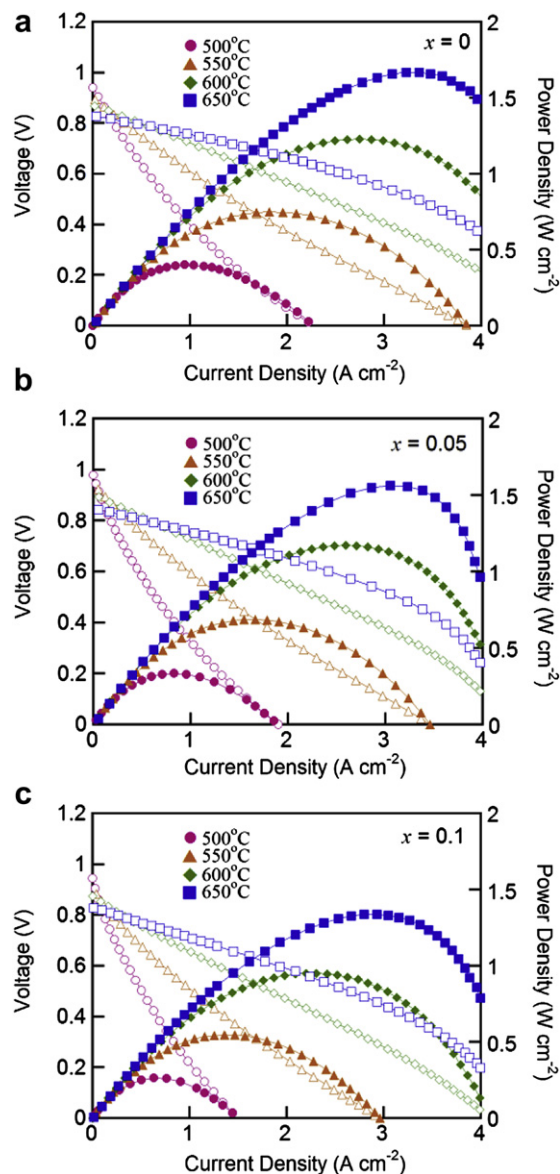 a
x = 0
500°C
550°C
600°C
650°C
1.2
1
0.8
0.6
0.4
0.2
0
Voltage (V)
2
1.5
1
0.5
0
Power Density (W cm⁻²)
0 1 2 3 4
Current Density (A cm⁻²)
b
x = 0.05
500°C
550°C
600°C
650°C
1.2
1
0.8
0.6
0.4
0.2
0
Voltage (V)
2
1.5
1
0.5
0
Power Density (W cm⁻²)
0 1 2 3 4
Current Density (A cm⁻²)
c
x = 0.1
500°C
550°C
600°C
650°C
1.2
1
0.8
0.6
0.4
0.2
0
Voltage (V)
2
1.5
1
0.5
0
Power Density (W cm⁻²)
0 1 2 3 4
Current Density (A cm⁻²)